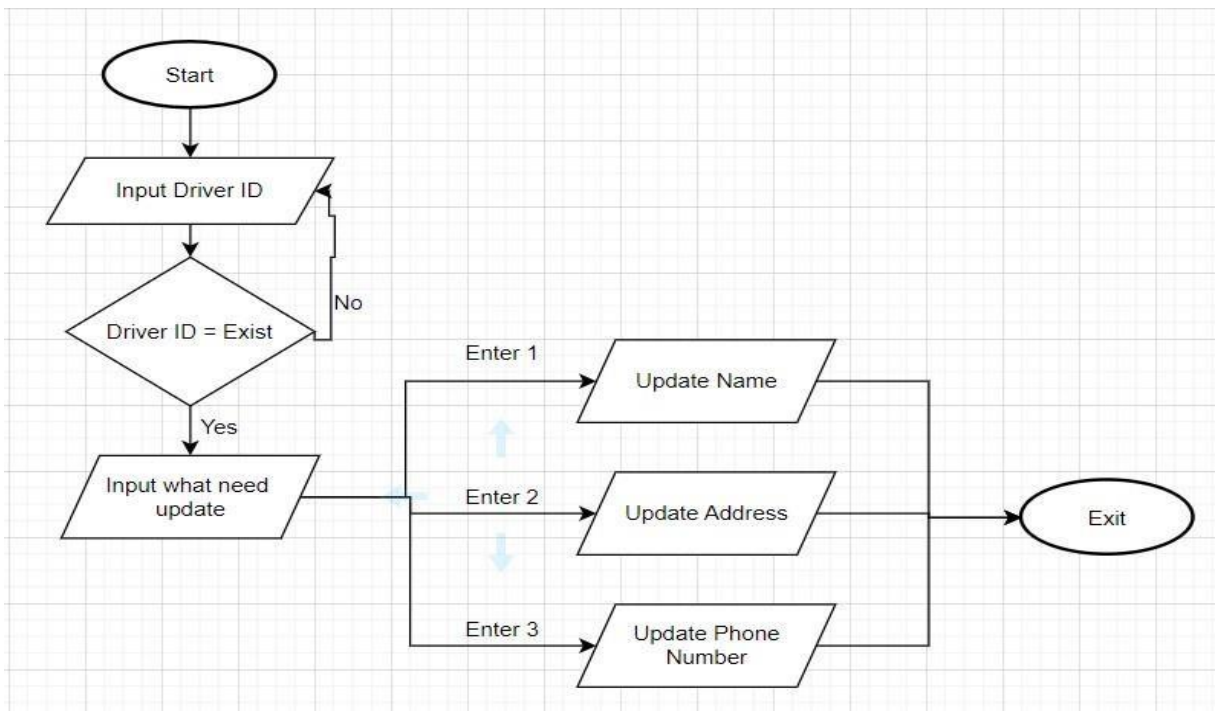 Start
Input Driver ID
No
Driver ID = Exist
Yes
Input what need
update
Enter 1
Update Name
Enter 2
Update Address
Enter 3
Update Phone
Number
Exit